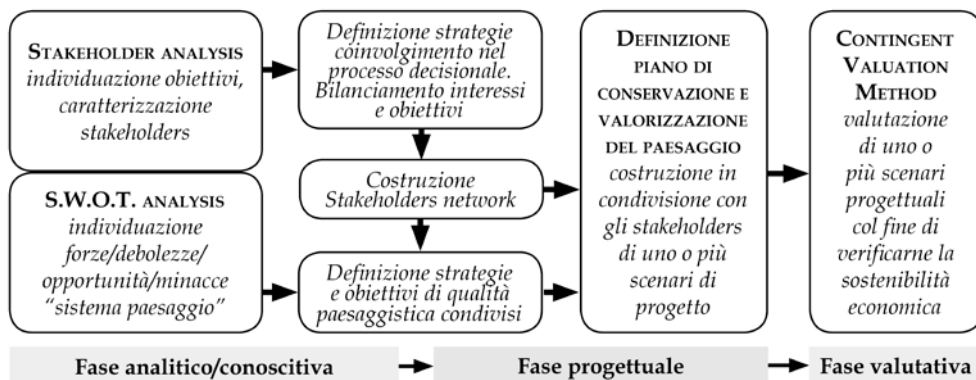 STAKEHOLDER ANALYSIS
individuazione obiettivi,
caratterizzazione
stakeholders
S.W.O.T. ANALYSIS
individuazione
forze/debolezze/
opportunità/minacce
“sistema paesaggio”
Definizione strategie
coinvolgimento nel
processo decisionale.
Bilanciamento interessi
e obiettivi
Costruzione
Stakeholders network
Definizione strategie
e obiettivi di qualità
paesaggistica condivisi
DEFINIZIONE
PIANO DI
CONSERVAZIONE E
VALORIZZAZIONE
DEL PAESAGGIO
costruzione in
condivisione con
gli stakeholders
di uno o più
scenari di
progetto
CONTINGENT
VALUATION
METHOD
valutazione
di uno o
più scenari
progettuali
col fine di
verificarne la
sostenibilità
economica
Fase analitico/conoscitiva
Fase progettuale
Fase valutativa